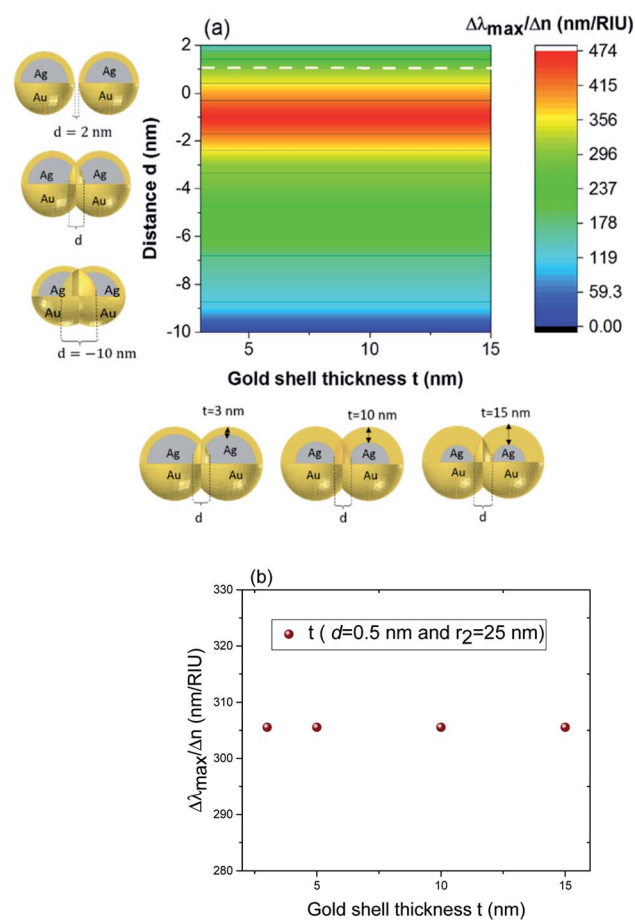 (a)
Δλmax/Δn (nm/RIU)
Ag
Ag
Au
Au
d = 2 nm
Ag
Ag
Au
Au
d
Ag
Ag
Au
Au
d = −10 nm
Distance d (nm)
2
0
-2
-4
-6
-8
-10
5
10
15
Gold shell thickness t (nm)
474
415
356
296
237
178
119
59.3
0.00
t=3 nm
t=10 nm
t=15 nm
Ag
Ag
Ag
Ag
Ag
Ag
Au
Au
Au
Au
Au
Au
d
d
d
(b)
330
320
310
300
290
280
Δλmax/Δn (nm/RIU)
t ( d=0.5 nm and r2=25 nm)
5
10
15
Gold shell thickness t (nm)